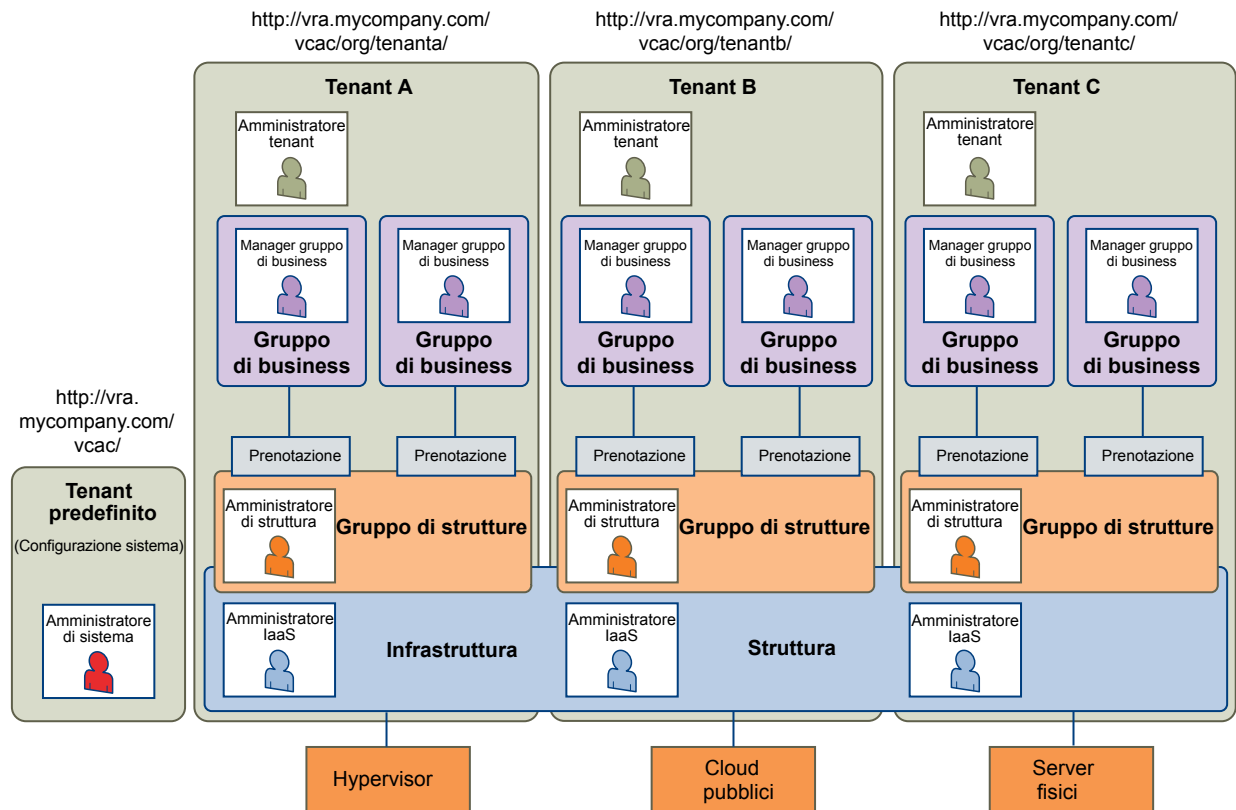 http://vra.mycompany.com/
vcac/org/tenanta/
http://vra.mycompany.com/
vcac/org/tenantb/
http://vra.mycompany.com/
vcac/org/tenantc/
Tenant A
Tenant B
Tenant C
Amministratore
tenant
Amministratore
tenant
Amministratore
tenant
Manager gruppo
di business
Manager gruppo
di business
Manager gruppo
di business
Manager gruppo
di business
Manager gruppo
di business
Manager gruppo
di business
Gruppo
di business
Gruppo
di business
Gruppo
di business
Gruppo
di business
Gruppo
di business
Gruppo
di business
http://vra.
mycompany.com/
vcac/
Prenotazione
Prenotazione
Prenotazione
Prenotazione
Prenotazione
Prenotazione
Tenant
predefinito
(Configurazione sistema)
Amministratore
di sistema
Amministratore
di struttura
Gruppo di strutture
Amministratore
di struttura
Gruppo di strutture
Amministratore
di struttura
Gruppo di strutture
Amministratore
IaaS
Infrastruttura
Amministratore
IaaS
Struttura
Amministratore
IaaS
Hypervisor
Cloud
pubblici
Server
fisici